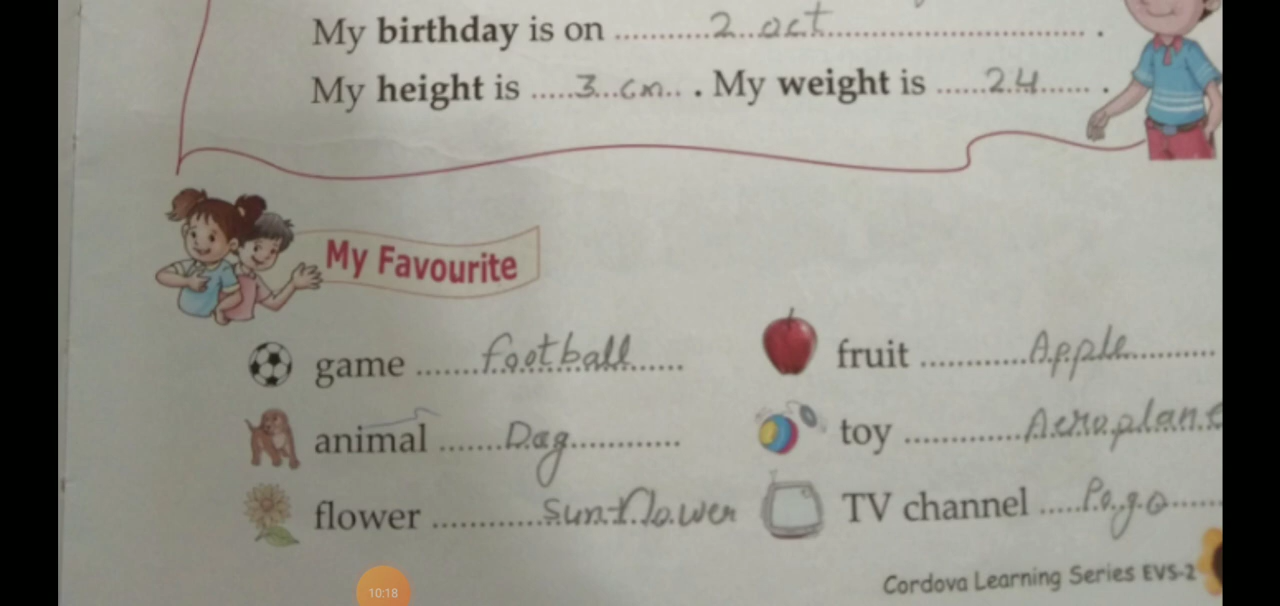 My birthday is on ..........2 oct.................................... .
My height is .....3 cm.. . My weight is ......24...... .
My Favourite
game .......football...... fruit ............Apple..........
animal .......Dog............ toy .............Aeroplane
flower ............sunflower TV channel .....Pogo......
Cordova Learning Series EVS-2
10:18